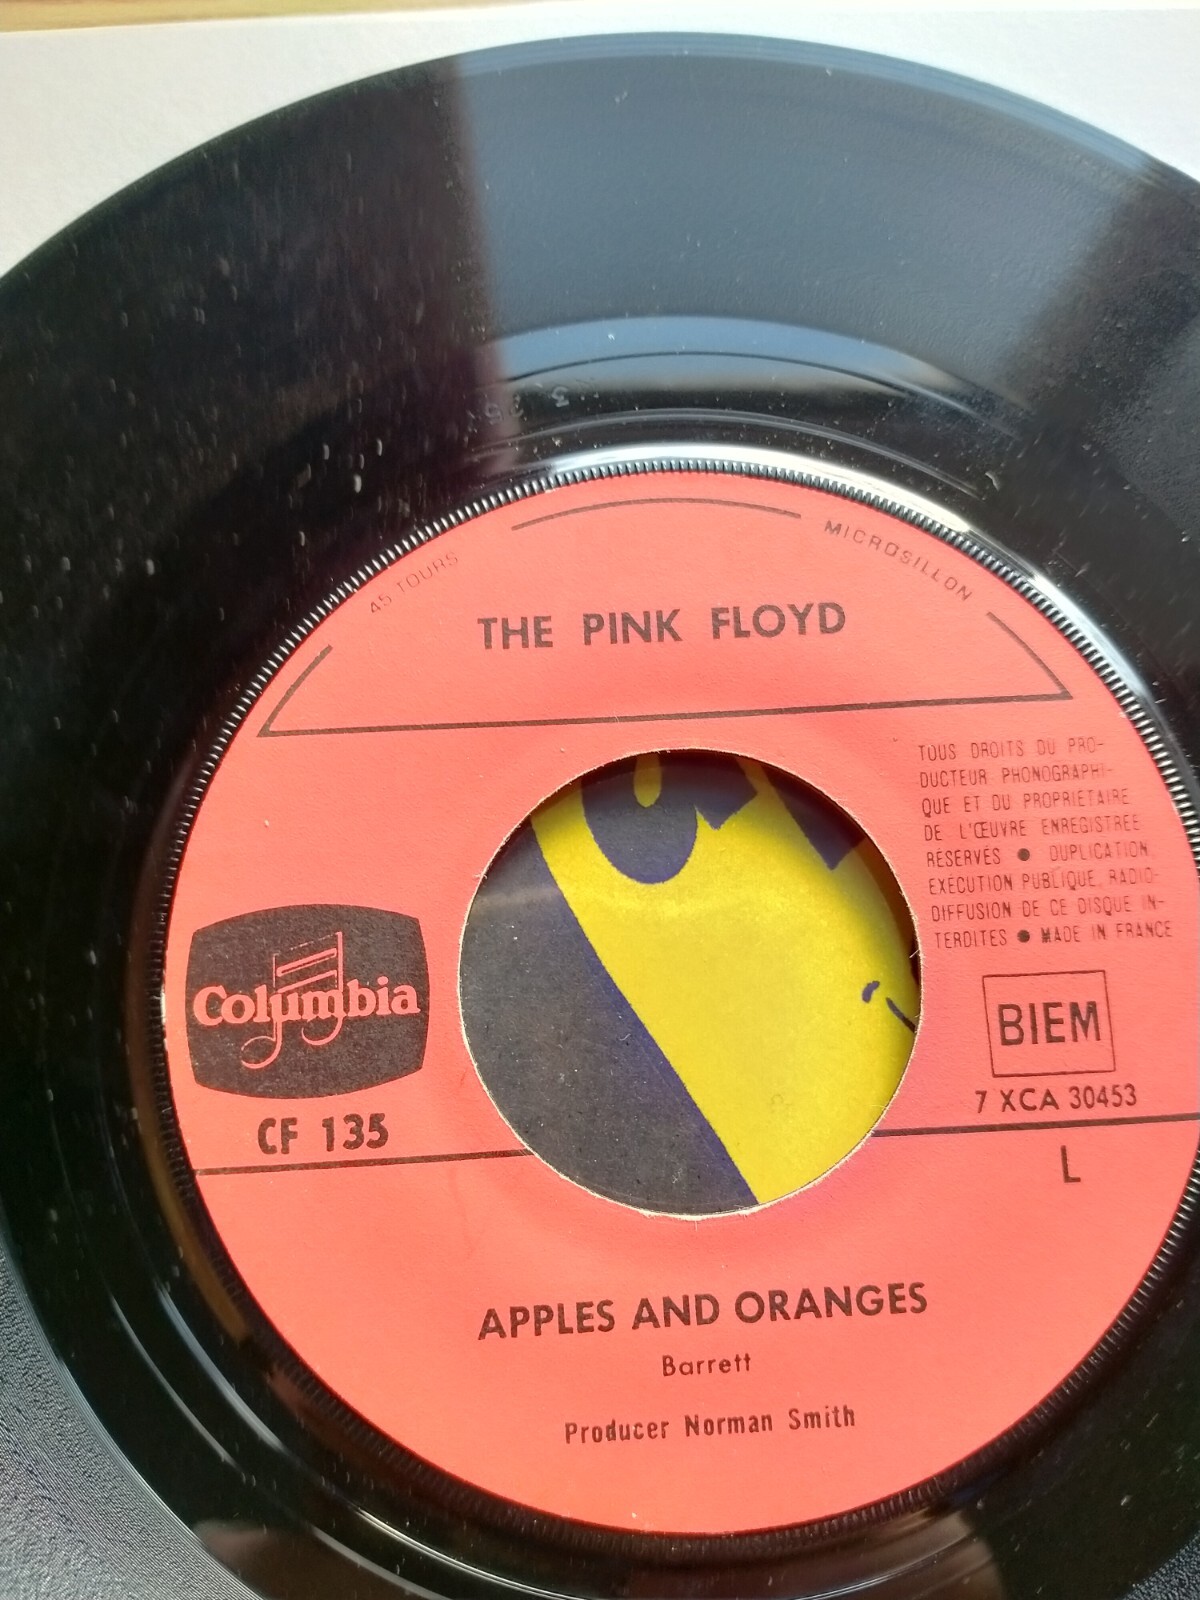 45 TOURS
MICROSILLON
THE PINK FLOYD
TOUS DROITS DU PRO-
DUCTEUR PHONOGRAPHI-
QUE ET DU PROPRIETAIRE
DE L'ŒUVRE ENREGISTREE
RÉSERVÉS ● DUPLICATION,
EXÉCUTION PUBLIQUE, RADIO-
DIFFUSION DE CE DISQUE IN-
TERDITES ● MADE IN FRANCE
Columbia
BIEM
7 XCA 30453
CF 135
L
APPLES AND ORANGES
Barrett
Producer Norman Smith